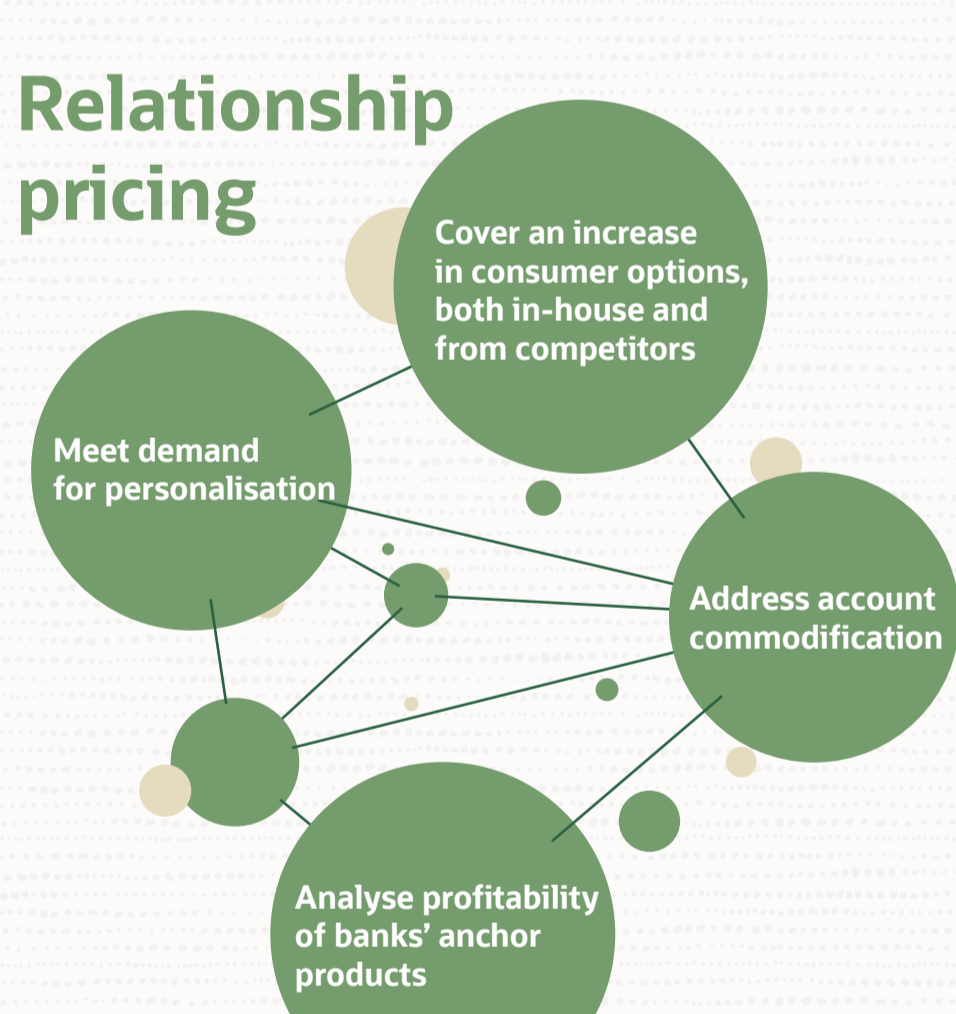 Relationship
pricing
Cover an increase
in consumer options,
both in-house and
from competitors
Meet demand
for personalisation
Address account
commodification
Analyse profitability
of banks’ anchor
products